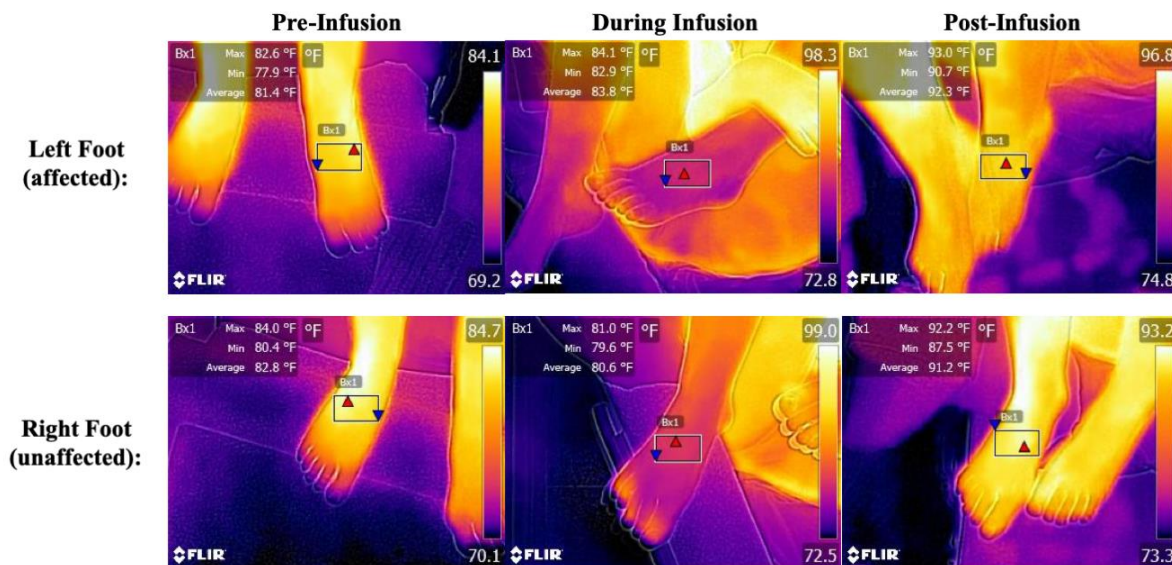 Pre-Infusion During Infusion Post-Infusion
Left Foot
(affected):
Bx1 Max 82.6 °F °F 84.1
Min 77.9 °F
Average 81.4 °F
Bx1
FLIR 69.2
Bx1 Max 84.1 °F °F 98.3
Min 82.9 °F
Average 83.8 °F
Bx1
FLIR 72.8
Bx1 Max 93.0 °F °F 96.8
Min 90.7 °F
Average 92.3 °F
Bx1
FLIR 74.8
Right Foot
(unaffected):
Bx1 Max 84.0 °F °F 84.7
Min 80.4 °F
Average 82.8 °F
Bx1
FLIR 70.1
Bx1 Max 81.0 °F °F 99.0
Min 79.6 °F
Average 80.6 °F
Bx1
FLIR 72.5
Bx1 Max 92.2 °F °F 93.2
Min 87.5 °F
Average 91.2 °F
Bx1
FLIR 73.3